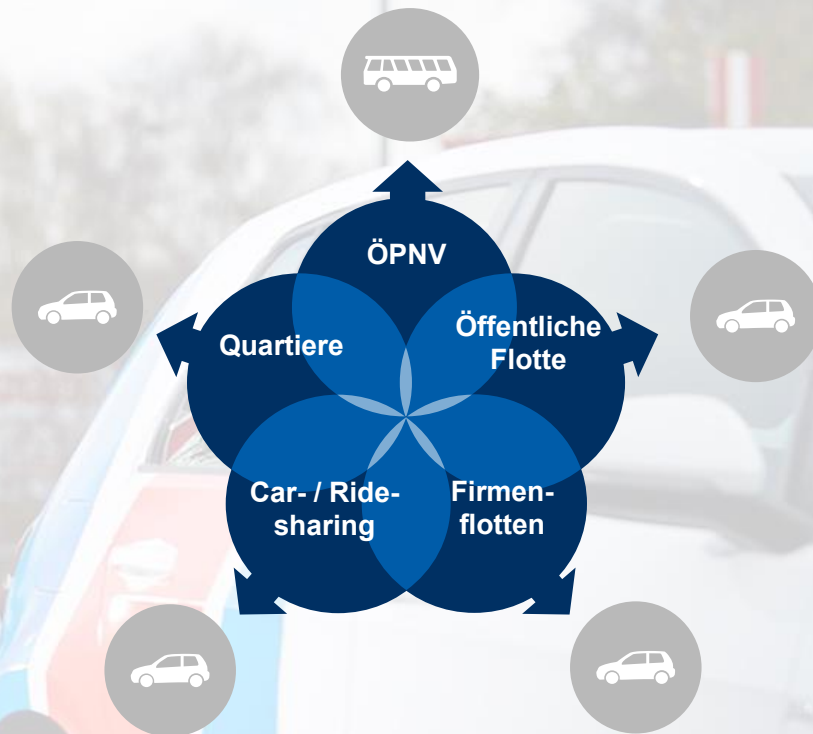 ÖPNV
Öffentliche
Flotte
Quartiere
Car- / Ride-
sharing
Firmen-
flotten